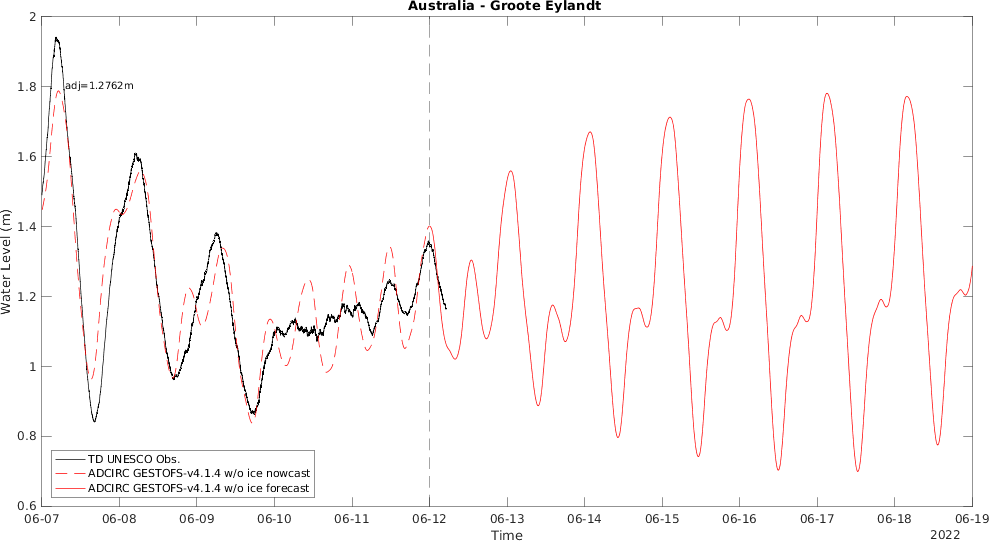 Australia - Groote Eylandt
2
1.8
1.6
1.4
1.2
1
0.8
0.6
Water Level (m)
adj=1.2762m
TD UNESCO Obs.
ADCIRC GESTOFS-v4.1.4 w/o ice nowcast
ADCIRC GESTOFS-v4.1.4 w/o ice forecast
06-07 06-08 06-09 06-10 06-11 06-12 06-13 06-14 06-15 06-16 06-17 06-18 06-19
Time
2022